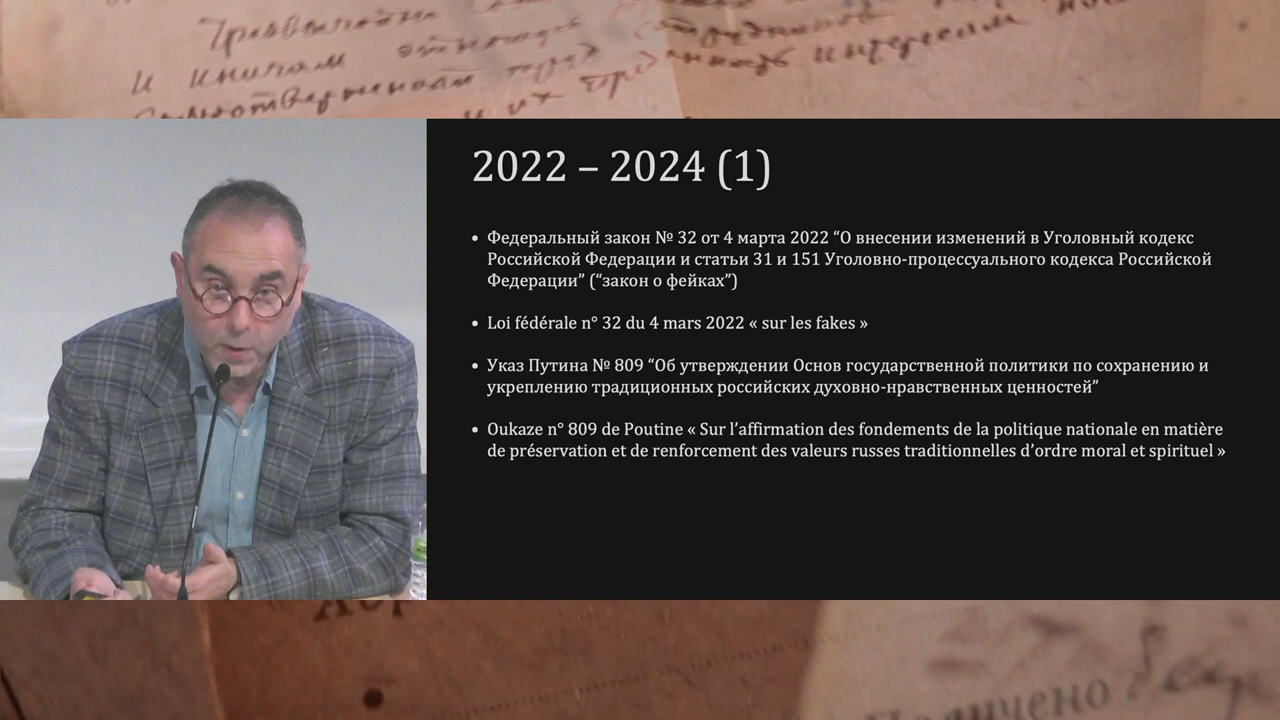 Чрезвычайн
и книгам
интересам
2022 – 2024 (1)
• Федеральный закон № 32 от 4 марта 2022 “О внесении изменений в Уголовный кодекс
Российской Федерации и статьи 31 и 151 Уголовно-процессуального кодекса Российской
Федерации” (“закон о фейках”)
• Loi fédérale n° 32 du 4 mars 2022 « sur les fakes »
• Указ Путина № 809 “Об утверждении Основ государственной политики по сохранению и
укреплению традиционных российских духовно-нравственных ценностей”
• Oukaze n° 809 de Poutine « Sur l’affirmation des fondements de la politique nationale en matière
de préservation et de renforcement des valeurs russes traditionnelles d’ordre moral et spirituel »